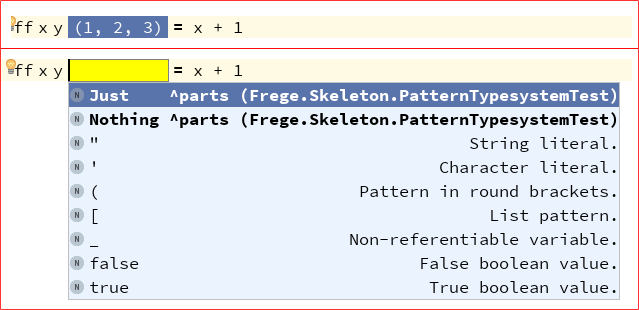 ff x y (1, 2, 3) = x + 1
ff x y = x + 1
N Just ^parts (Frege.Skeleton.PatternTypesystemTest)
N Nothing ^parts (Frege.Skeleton.PatternTypesystemTest)
N " String literal.
N ' Character literal.
N ( Pattern in round brackets.
N [ List pattern.
N _ Non-referentiable variable.
N false False boolean value.
N true True boolean value.